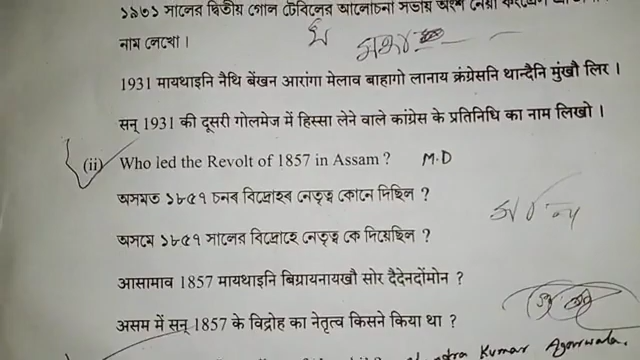 ১৯৩১ সালের দ্বিতীয় গোল টেবিলের আলোচনা সভায় অংশ নেয়া
নাম লেখো ।
1931 मायथाइनि नैथि बेंखन आरांगा मेलाव बाहागो लानाय क्रंग्रेसनि थान्दैनि मुंखौ लिर ।
सन् 1931 की दूसरी गोलमेज में हिस्सा लेने वाले कांग्रेस के प्रतिनिधि का नाम लिखो ।
(ii) Who led the Revolt of 1857 in Assam ? M.D
অসমত ১৮৫৭ চনৰ বিদ্ৰোহৰ নেতৃত্ব কোনে দিছিল ?
অসমে ১৮৫৭ সালের বিদ্রোহে নেতৃত্ব কে দিয়েছিল ?
आसामाव 1857 मायथाइनि बिग्रायनायखौ सोर दैदेनदोंमोन ?
असम में सन् 1857 के विद्रोह का नेतृत्व किसने किया था ?
Kumar Agarwala.